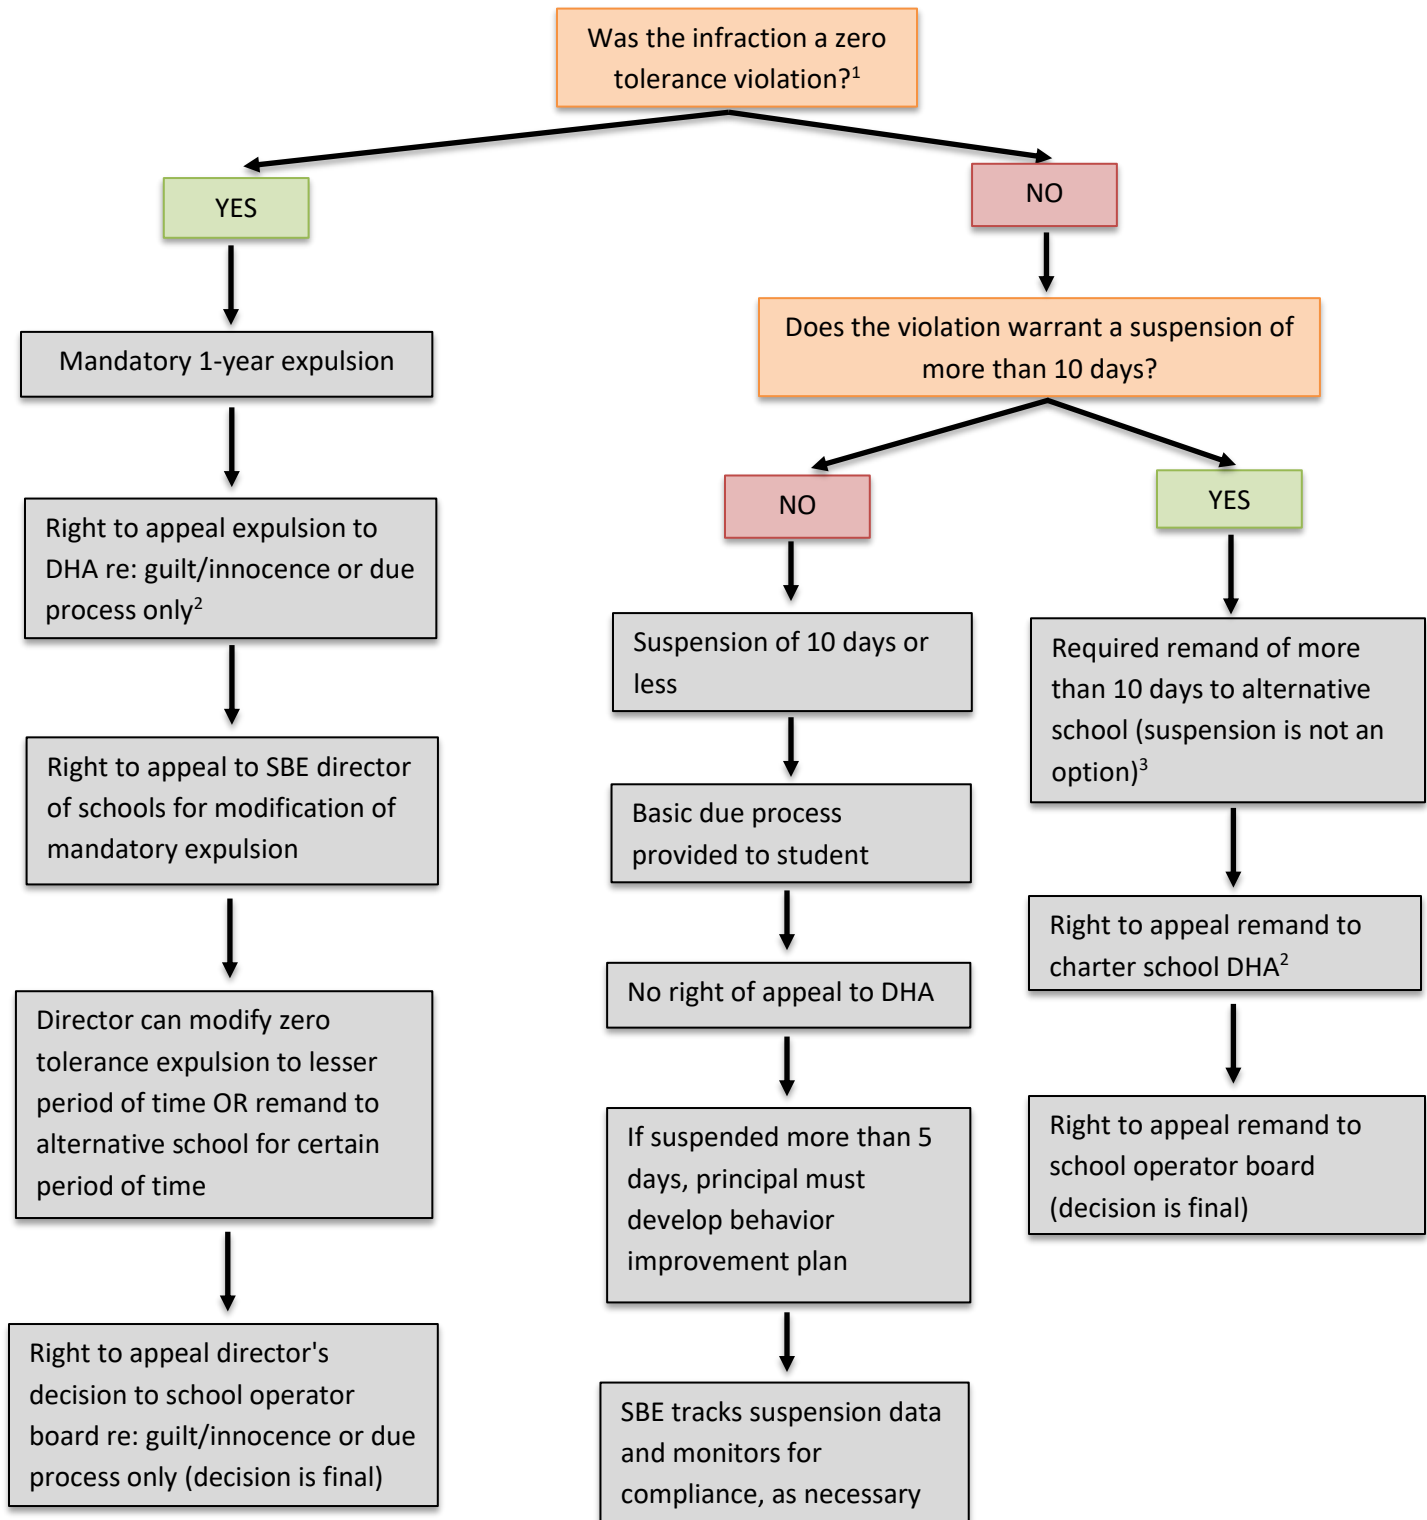 Was the infraction a zero
tolerance violation?1
YES
NO
Mandatory 1-year expulsion
Does the violation warrant a suspension of
more than 10 days?
Right to appeal expulsion to
DHA re: guilt/innocence or due
process only2
NO
YES
Right to appeal to SBE director
of schools for modification of
mandatory expulsion
Suspension of 10 days or
less
Required remand of more
than 10 days to alternative
school (suspension is not an
option)3
Director can modify zero
tolerance expulsion to lesser
period of time OR remand to
alternative school for certain
period of time
Basic due process
provided to student
Right to appeal remand to
charter school DHA2
No right of appeal to DHA
Right to appeal director's
decision to school operator
board re: guilt/innocence or due
process only (decision is final)
If suspended more than 5
days, principal must
develop behavior
improvement plan
Right to appeal remand to
school operator board
(decision is final)
SBE tracks suspension data
and monitors for
compliance, as necessary